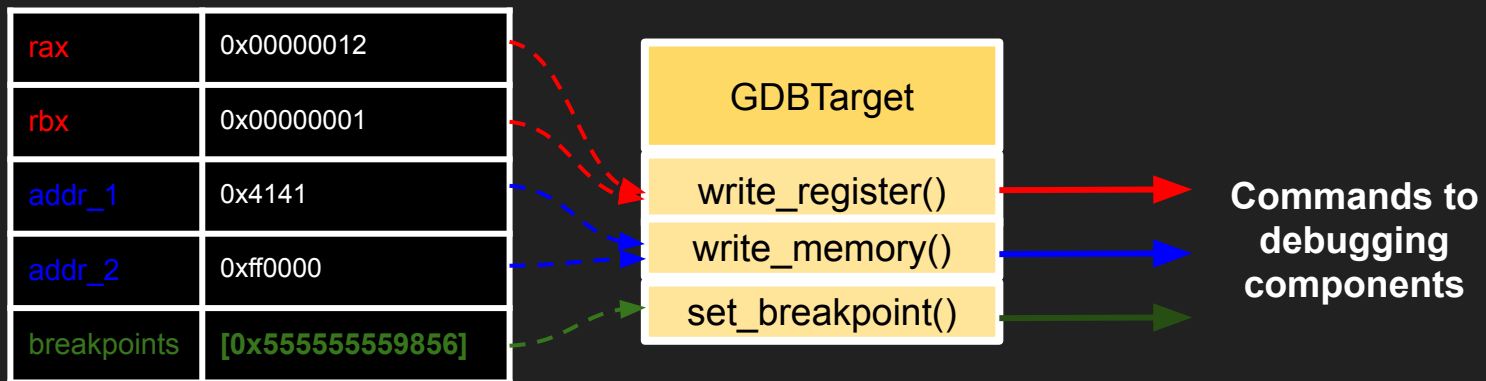 rax 0x00000012
rbx 0x00000001
addr_1 0x4141
addr_2 0xff0000
breakpoints [0x555555559856]
GDBTarget
write_register()
write_memory()
set_breakpoint()
Commands to
debugging
components